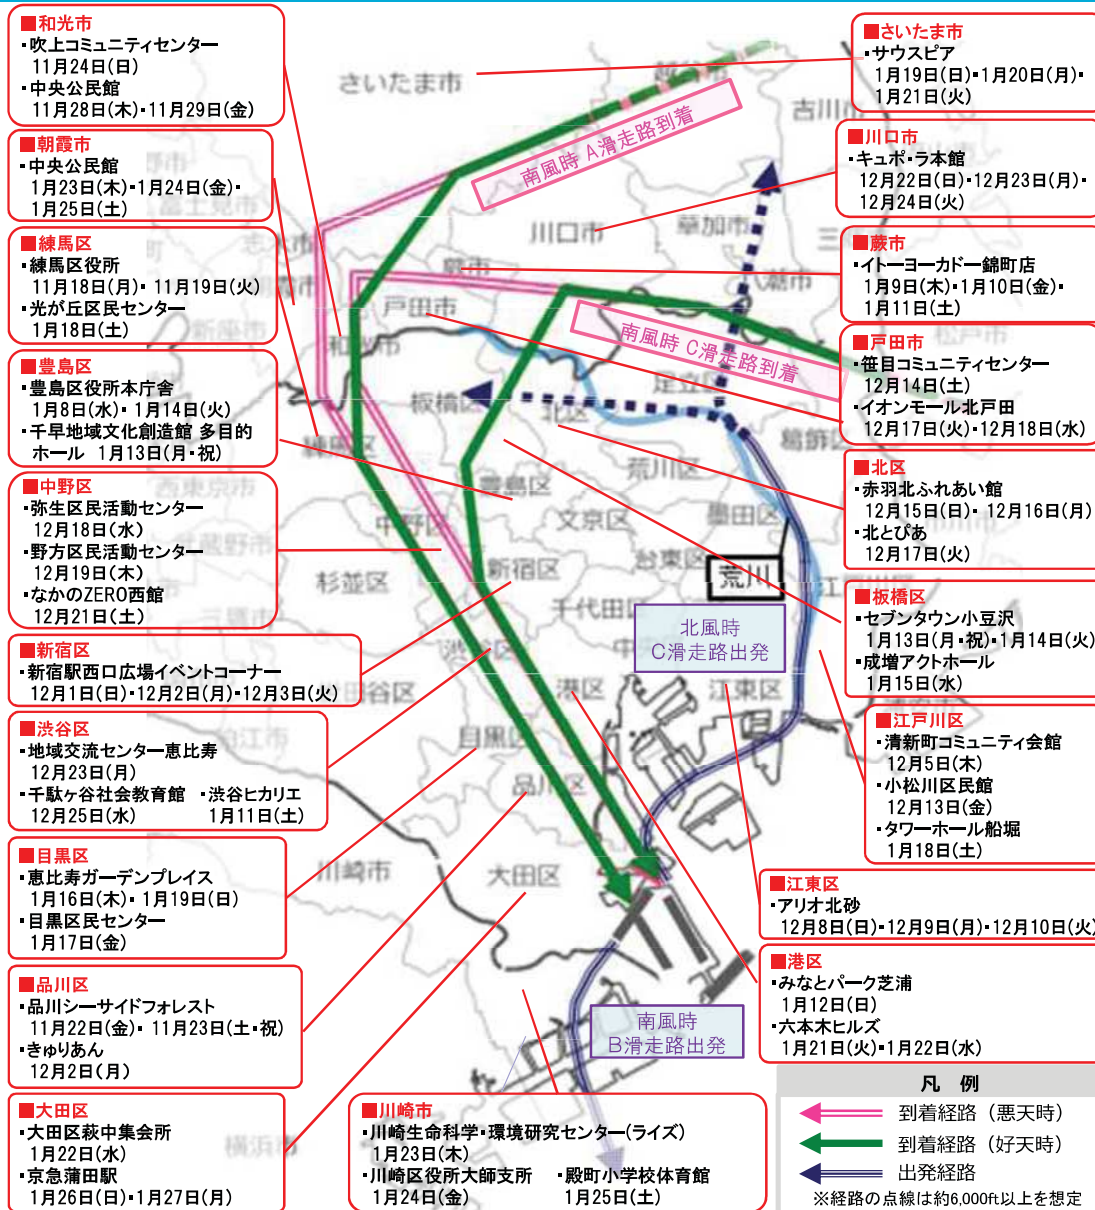 ■和光市
・吹上コミュニティセンター
11月24日(日)
・中央公民館
11月28日(木)・11月29日(金)
■朝霞市
・中央公民館
1月23日(木)・1月24日(金)・
1月25日(土)
■練馬区
・練馬区役所
11月18日(月)・ 11月19日(火)
・光が丘区民センター
1月18日(土)
■豊島区
・豊島区役所本庁舎
1月8日(水)・ 1月14日(火)
・千早地域文化創造館 多目的
ホール 1月13日(月・祝)
■中野区
・弥生区民活動センター
12月18日(水)
・野方区民活動センター
12月19日(木)
・なかのZERO西館
12月21日(土)
■新宿区
・新宿駅西口広場イベントコーナー
12月1日(日)・12月2日(月)・12月3日(火)
■渋谷区
・地域交流センター恵比寿
12月23日(月)
・千駄ヶ谷社会教育館 ・渋谷ヒカリエ
12月25日(水) 1月11日(土)
■目黒区
・恵比寿ガーデンプレイス
1月16日(木)・1月19日(日)
・目黒区民センター
1月17日(金)
■品川区
・品川シーサイドフォレスト
11月22日(金)・ 11月23日(土・祝)
・きゅりあん
12月2日(月)
■大田区
・大田区萩中集会所
1月22日(水)
・京急蒲田駅
1月26日(日)・1月27日(月)
■川崎市
・川崎生命科学・環境研究センター(ライズ)
1月23日(木)
・川崎区役所大師支所 ・殿町小学校体育館
1月24日(金) 1月25日(土)
■さいたま市
・サウスピア
1月19日(日)・1月20日(月)・
1月21日(火)
■川口市
・キュポ・ラ本館
12月22日(日)・12月23日(月)・
12月24日(火)
■蕨市
・イトーヨーカドー錦町店
1月9日(木)・1月10日(金)・
1月11日(土)
■戸田市
・笹目コミュニティセンター
12月14日(土)
・イオンモール北戸田
12月17日(火)・12月18日(水)
■北区
・赤羽北ふれあい館
12月15日(日)・ 12月16日(月)
・北とぴあ
12月17日(火)
■板橋区
・セブンタウン小豆沢
1月13日(月・祝)・1月14日(火)
・成増アクトホール
1月15日(水)
■江戸川区
・清新町コミュニティ会館
12月5日(木)
・小松川区民館
12月13日(金)
・タワーホール船堀
1月18日(土)
■江東区
・アリオ北砂
12月8日(日)・12月9日(月)・12月10日(火)
■港区
・みなとパーク芝浦
1月12日(日)
・六本木ヒルズ
1月21日(火)・1月22日(水)
さいたま市
吉川市
南風時 A滑走路到着
川口市
草加市
蕨市
八潮市
戸田市
新座市
和光市
南風時 C滑走路到着
松戸市
足立区
板橋区
北区
葛飾区
練馬区
荒川区
豊島区
西東京市
文京区
墨田区
中野区
武蔵野市
台東区
新宿区
荒川
杉並区
千代田区
北風時
C滑走路出発
渋谷区
港区
江東区
目黒区
品川区
川崎市
大田区
南風時
B滑走路出発
凡 例
到着経路（悪天時）
到着経路（好天時）
出発経路
※経路の点線は約6,000ft以上を想定